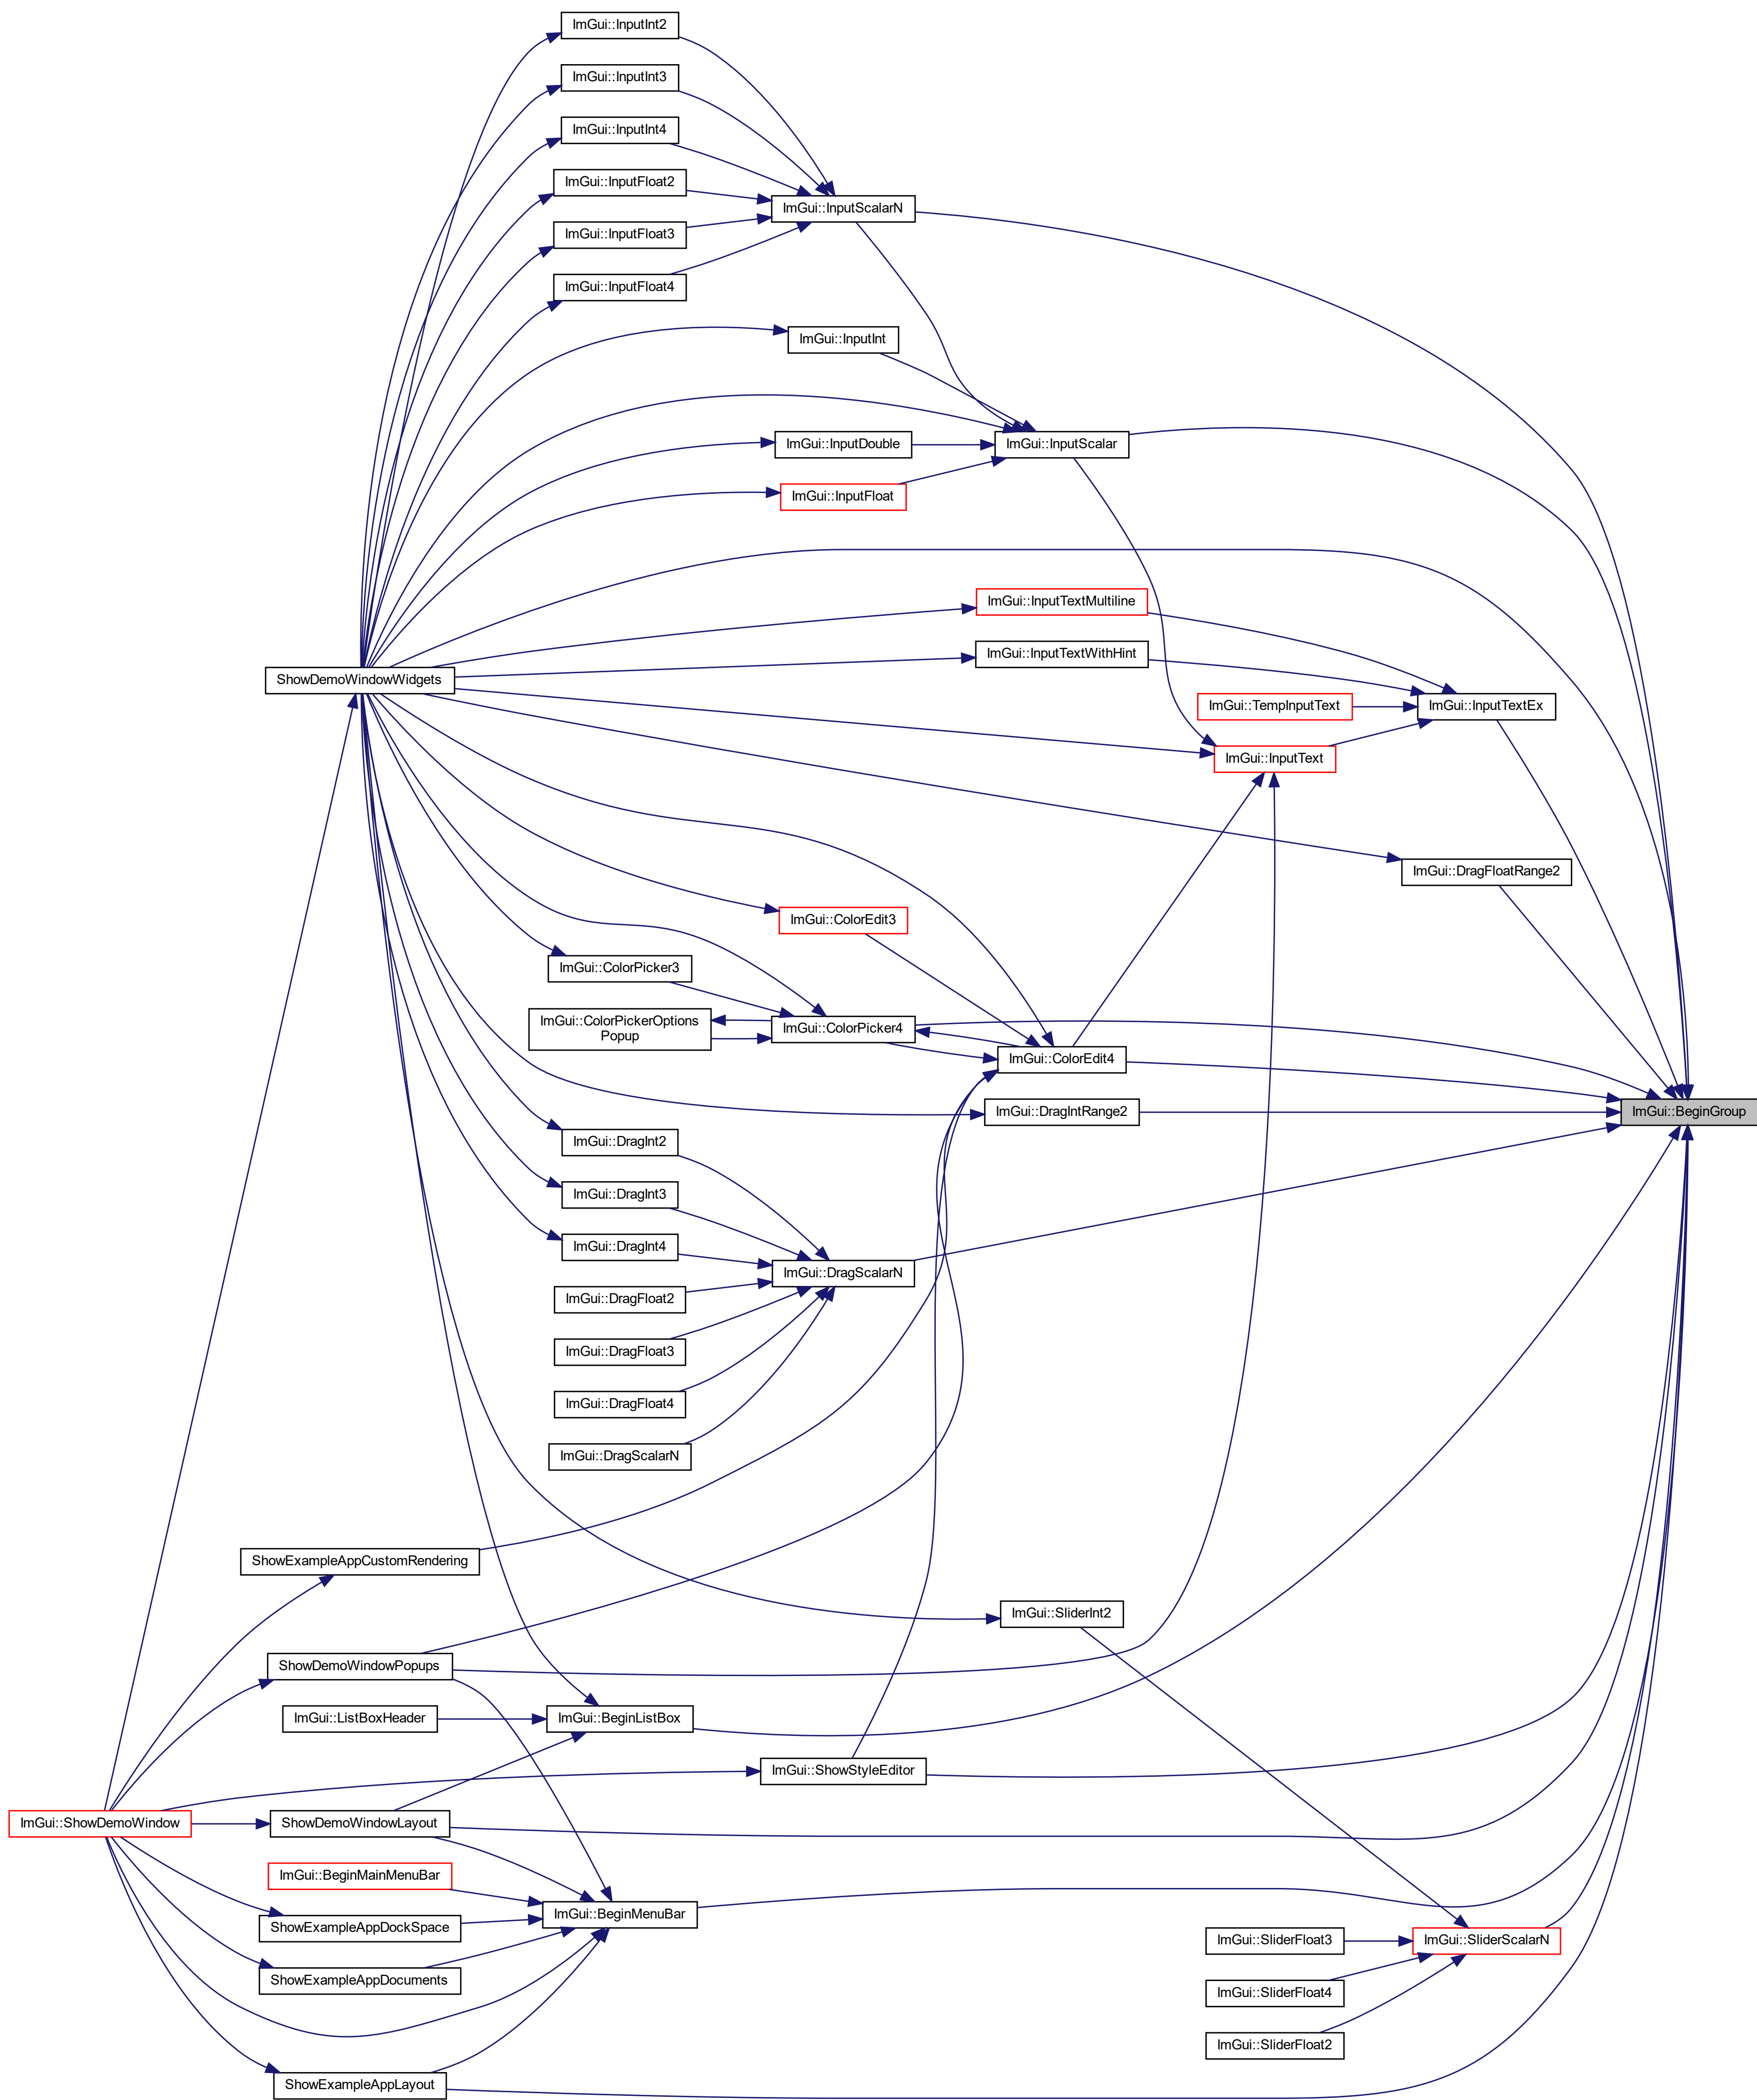 ImGui::InputInt2
ImGui::InputInt3
ImGui::InputInt4
ImGui::InputFloat2
ImGui::InputScalarN
ImGui::InputFloat3
ImGui::InputFloat4
ImGui::InputInt
ImGui::InputDouble
ImGui::InputScalar
ImGui::InputFloat
ImGui::InputTextMultiline
ImGui::InputTextWithHint
ShowDemoWindowWidgets
ImGui::TempInputText
ImGui::InputTextEx
ImGui::InputText
ImGui::DragFloatRange2
ImGui::ColorEdit3
ImGui::ColorPicker3
ImGui::ColorPickerOptions
Popup
ImGui::ColorPicker4
ImGui::ColorEdit4
ImGui::DragIntRange2
ImGui::BeginGroup
ImGui::DragInt2
ImGui::DragInt3
ImGui::DragInt4
ImGui::DragScalarN
ImGui::DragFloat2
ImGui::DragFloat3
ImGui::DragFloat4
ImGui::DragScalarN
ShowExampleAppCustomRendering
ImGui::SliderInt2
ShowDemoWindowPopups
ImGui::ListBoxHeader
ImGui::BeginListBox
ImGui::ShowStyleEditor
ImGui::ShowDemoWindow
ShowDemoWindowLayout
ImGui::BeginMainMenuBar
ImGui::BeginMenuBar
ShowExampleAppDockSpace
ImGui::SliderFloat3
ImGui::SliderScalarN
ShowExampleAppDocuments
ImGui::SliderFloat4
ImGui::SliderFloat2
ShowExampleAppLayout